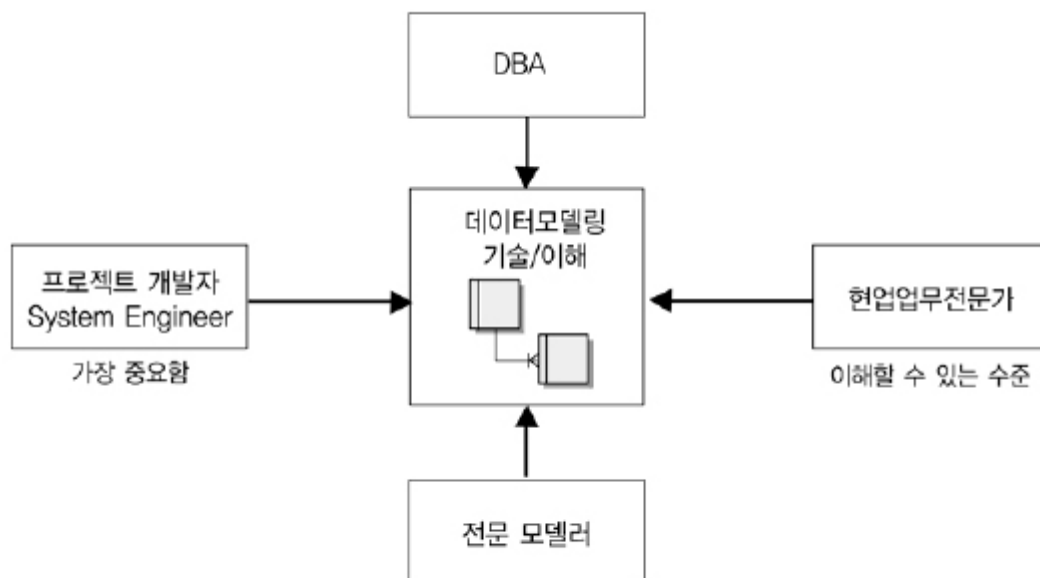 DBA
데이터모델링
기술/이해
프로젝트 개발자
System Engineer
가장 중요함
현업업무전문가
이해할 수 있는 수준
전문 모델러